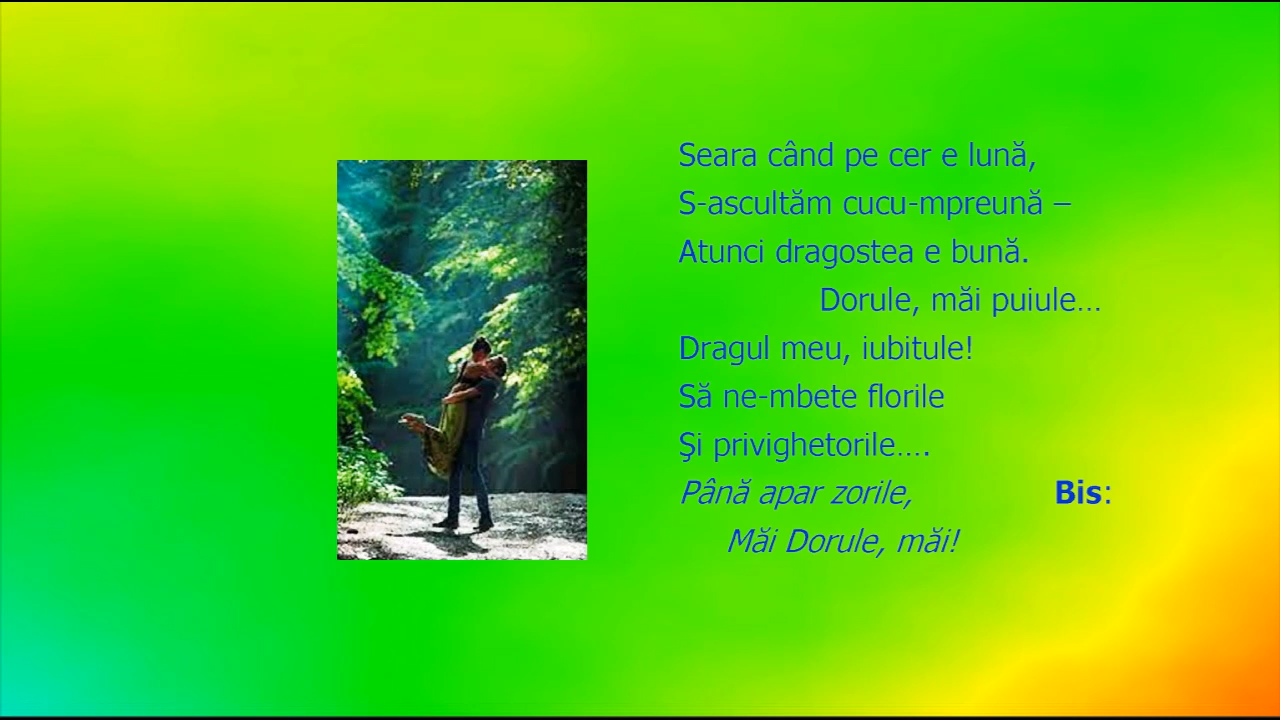 Seara când pe cer e lună,
S-ascultăm cucu-mpreună –
Atunci dragostea e bună.
Dorule, măi puiule…
Dragul meu, iubitule!
Să ne-mbete florile
Şi privighetorile….
Până apar zorile, Bis:
Măi Dorule, măi!